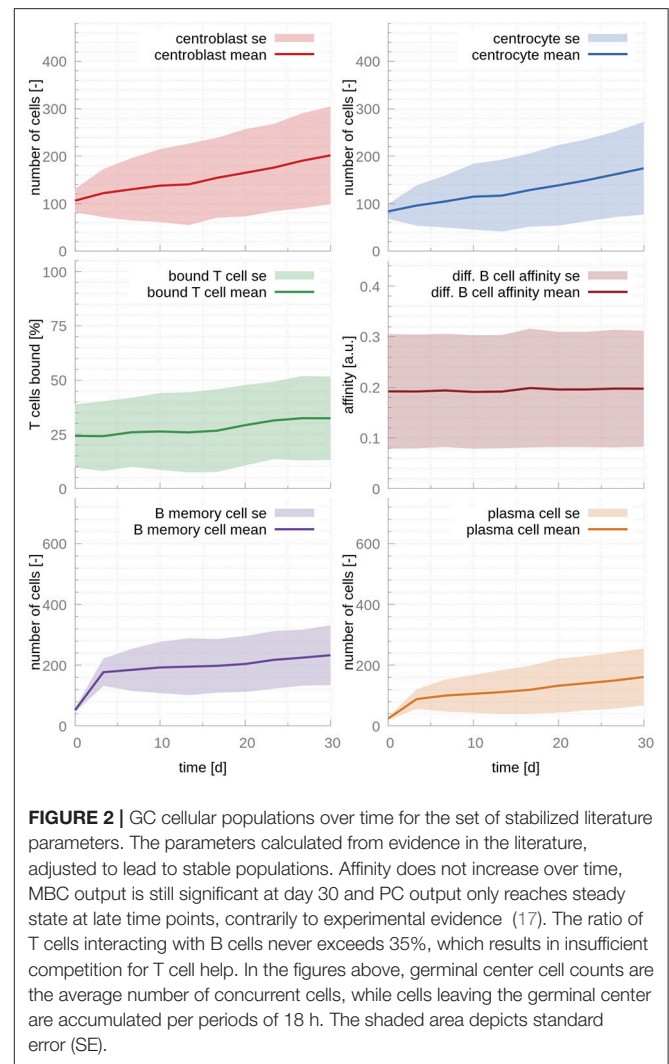 centroblast se
centroblast mean
number of cells [-]
400
300
200
100
0
centrocyte se
centrocyte mean
number of cells [-]
400
300
200
100
0
bound T cell se
bound T cell mean
T cells bound [%]
100
75
50
25
0
diff. B cell affinity se
diff. B cell affinity mean
affinity [a.u.]
0.4
0.3
0.2
0.1
0
B memory cell se
B memory cell mean
number of cells [-]
600
400
200
0
0 10 20 30
time [d]
plasma cell se
plasma cell mean
number of cells [-]
600
400
200
0
0 10 20 30
time [d]
FIGURE 2 | GC cellular populations over time for the set of stabilized literature
parameters. The parameters calculated from evidence in the literature,
adjusted to lead to stable populations. Affinity does not increase over time,
MBC output is still significant at day 30 and PC output only reaches steady
state at late time points, contrarily to experimental evidence (17). The ratio of
T cells interacting with B cells never exceeds 35%, which results in insufficient
competition for T cell help. In the figures above, germinal center cell counts are
the average number of concurrent cells, while cells leaving the germinal center
are accumulated per periods of 18 h. The shaded area depicts standard
error (SE).